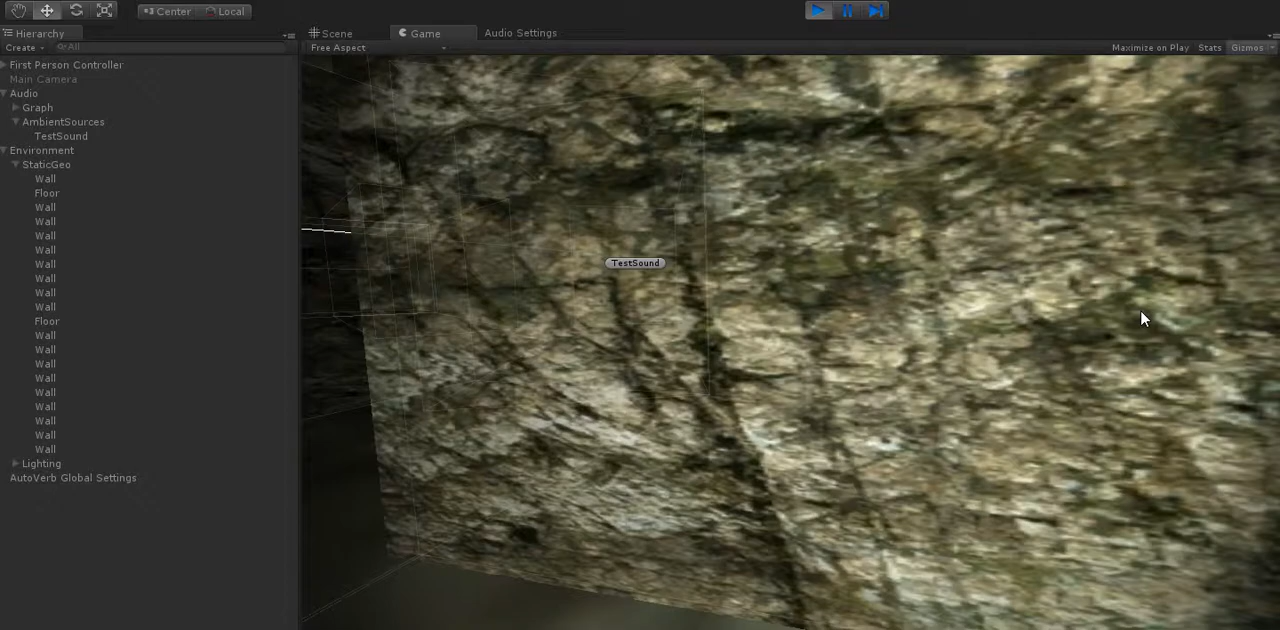 Center Local
Hierarchy
Scene Game Audio Settings
Create All
Free Aspect Maximize on Play Stats Gizmos
First Person Controller
Main Camera
Audio
Graph
AmbientSources
TestSound
Environment
StaticGeo
Wall
Floor
Wall
Wall
Wall
Wall
Wall
Wall
Wall
Wall
Floor
Wall
Wall
Wall
Wall
Wall
Wall
Wall
Wall
Wall
Lighting
AutoVerb Global Settings
TestSound